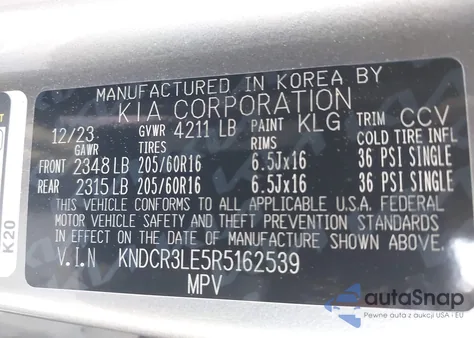 MANUFACTURED IN KOREA BY
KIA CORPORATION
12/23 GVWR 4211 LB PAINT KLG TRIM CCV
GAWR TIRES RIMS COLD TIRE INFL
FRONT 2348 LB 205/60R16 6.5Jx16 36 PSI SINGLE
REAR 2315 LB 205/60R16 6.5Jx16 36 PSI SINGLE
THIS VEHICLE CONFORMS TO ALL APPLICABLE U.S.A. FEDERAL
MOTOR VEHICLE SAFETY AND THEFT PREVENTION STANDARDS
IN EFFECT ON THE DATE OF MANUFACTURE SHOWN ABOVE.
V.I.N KNDCR3LE5R5162539
MPV
K20
autoSnap
Pewne auta z aukcji USA i EU